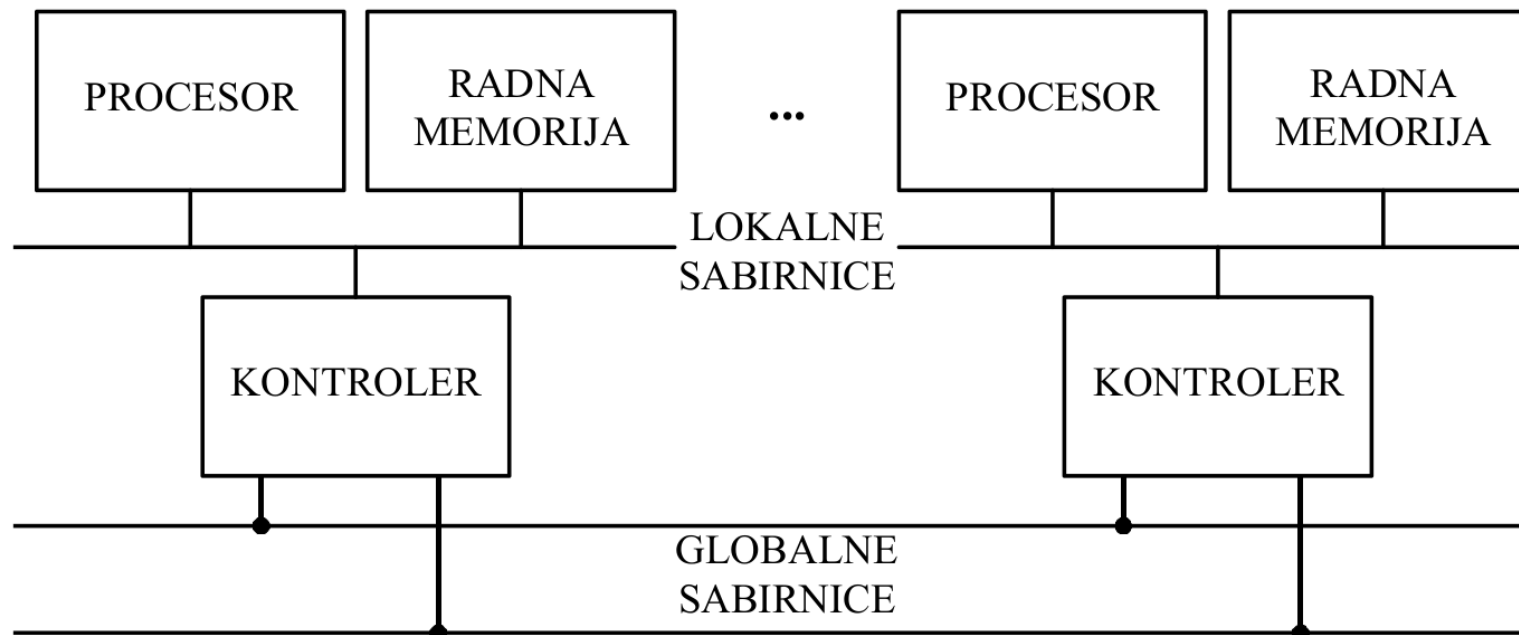 PROCESOR
RADNA
MEMORIJA
...
PROCESOR
RADNA
MEMORIJA
LOKALNE
SABIRNICE
KONTROLER
KONTROLER
GLOBALNE
SABIRNICE